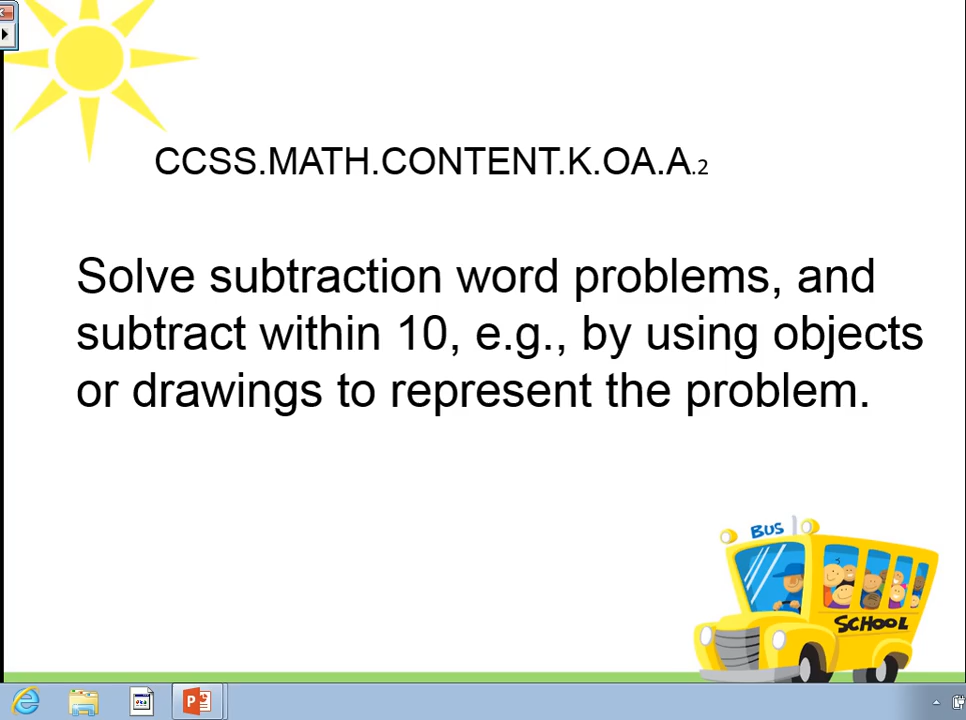 CCSS.MATH.CONTENT.K.OA.A.2
Solve subtraction word problems, and
subtract within 10, e.g., by using objects
or drawings to represent the problem.
BUS
SCHOOL